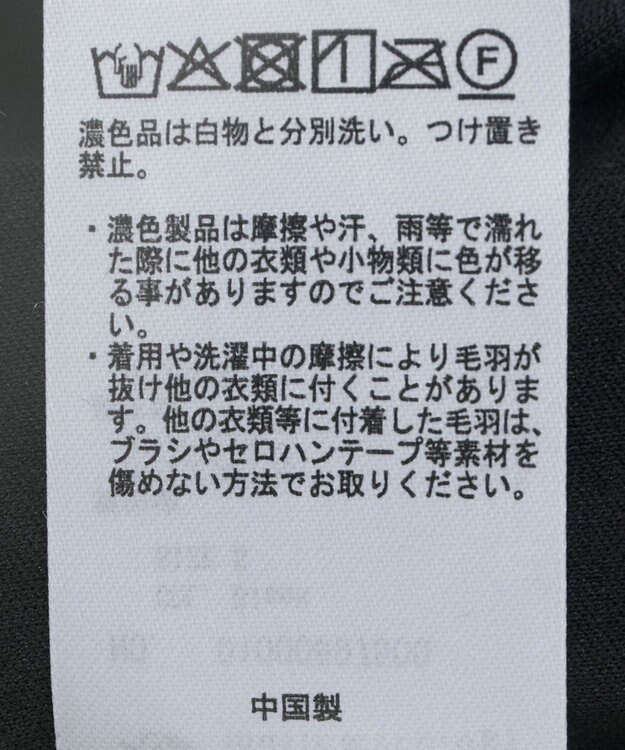 F
濃色品は白物と分別洗い。つけ置き
禁止。
・濃色製品は摩擦や汗、雨等で濡れ
た際に他の衣類や小物類に色が移
る事がありますのでご注意くださ
い。
・着用や洗濯中の摩擦により毛羽が
抜け他の衣類に付くことがありま
す。他の衣類等に付着した毛羽は、
ブラシやセロハンテープ等素材を
傷めない方法でお取りください。
中国製